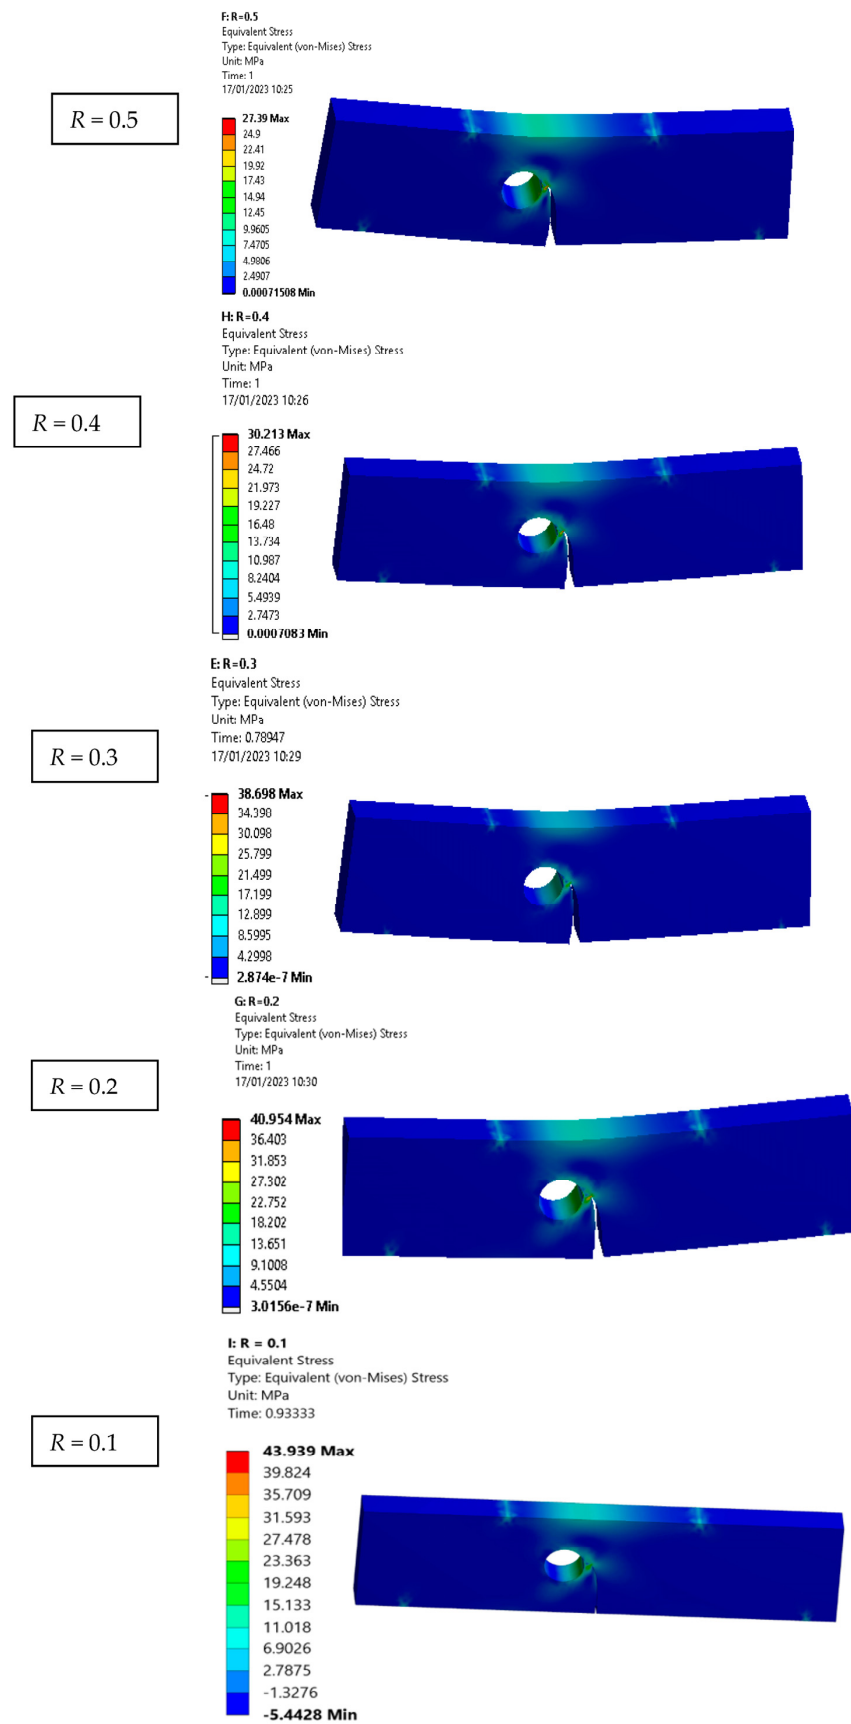 F: R=0.5
Equivalent Stress
Type: Equivalent (von-Mises) Stress
Unit: MPa
Time: 1
17/01/2023 10:25
R = 0.5
27.39 Max
24.9
22.41
19.92
17.43
14.94
12.45
9.9605
7.4705
4.9806
2.4907
0.00071508 Min
H: R=0.4
Equivalent Stress
Type: Equivalent (von-Mises) Stress
Unit: MPa
Time: 1
17/01/2023 10:26
R = 0.4
30.213 Max
27.466
24.72
21.973
19.227
16.48
13.734
10.987
8.2404
5.4939
2.7473
0.0007083 Min
E: R=0.3
Equivalent Stress
Type: Equivalent (von-Mises) Stress
Unit: MPa
Time: 0.78947
17/01/2023 10:29
R = 0.3
38.698 Max
34.398
30.098
25.799
21.499
17.199
12.899
8.5995
4.2998
2.874e-7 Min
G: R=0.2
Equivalent Stress
Type: Equivalent (von-Mises) Stress
Unit: MPa
Time: 1
17/01/2023 10:30
R = 0.2
40.954 Max
36.403
31.853
27.302
22.752
18.202
13.651
9.1008
4.5504
3.0156e-7 Min
I: R = 0.1
Equivalent Stress
Type: Equivalent (von-Mises) Stress
Unit: MPa
Time: 0.93333
R = 0.1
43.939 Max
39.824
35.709
31.593
27.478
23.363
19.248
15.133
11.018
6.9026
2.7875
-1.3276
-5.4428 Min